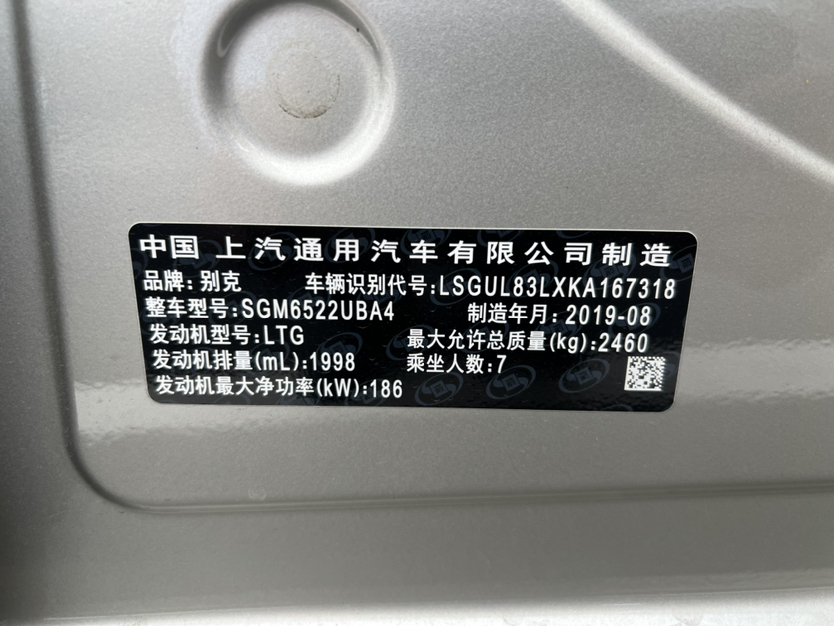 中国 上汽通用汽车有限公司制造
品牌:别克 车辆识别代号:LSGUL83LXKA167318
整车型号:SGM6522UBA4 制造年月:2019-08
发动机型号:LTG 最大允许总质量(kg):2460
发动机排量(mL):1998 乘坐人数:7
发动机最大净功率(kW):186